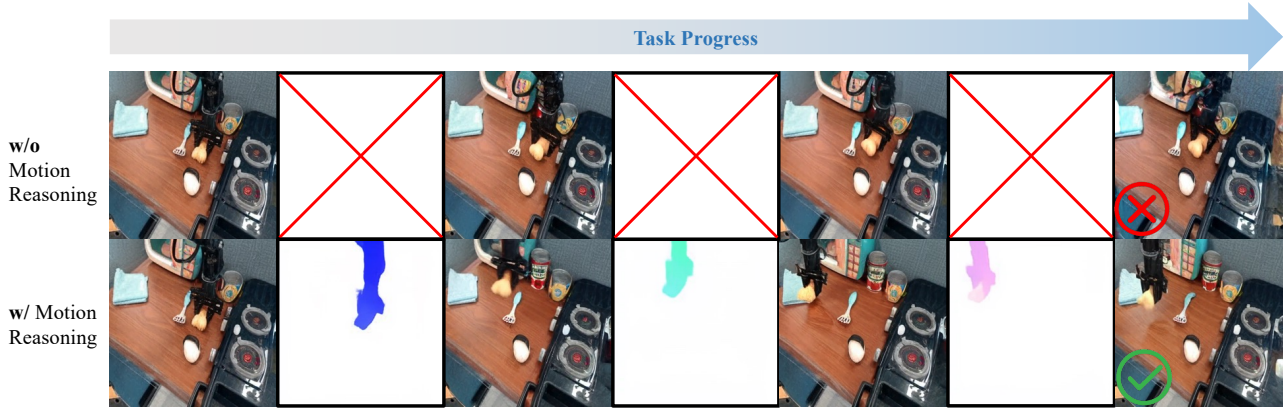 Task Progress
w/o
Motion
Reasoning
w/ Motion
Reasoning